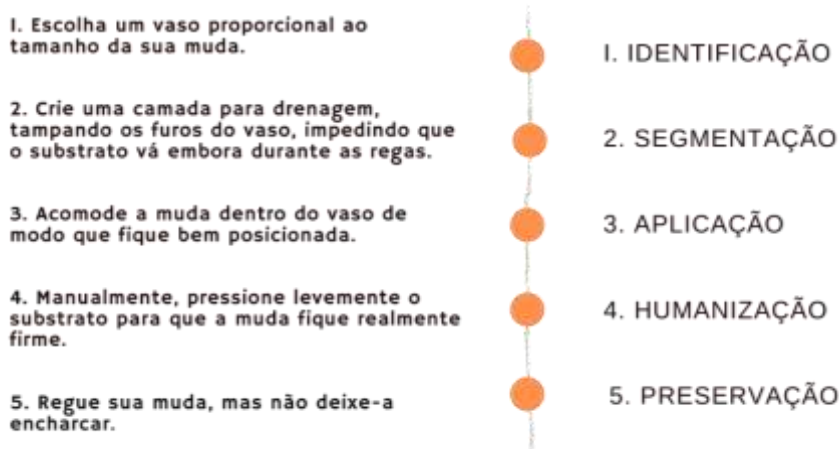 1. Escolha um vaso proporcional ao
tamanho da sua muda.
2. Crie uma camada para drenagem,
tampando os furos do vaso, impedindo que
o substrato vá embora durante as regas.
3. Acomode a muda dentro do vaso de
modo que fique bem posicionada.
4. Manualmente, pressione levemente o
substrato para que a muda fique realmente
firme.
5. Regue sua muda, mas não deixe-a
encharcar.
1. IDENTIFICAÇÃO
2. SEGMENTAÇÃO
3. APLICAÇÃO
4. HUMANIZAÇÃO
5. PRESERVAÇÃO